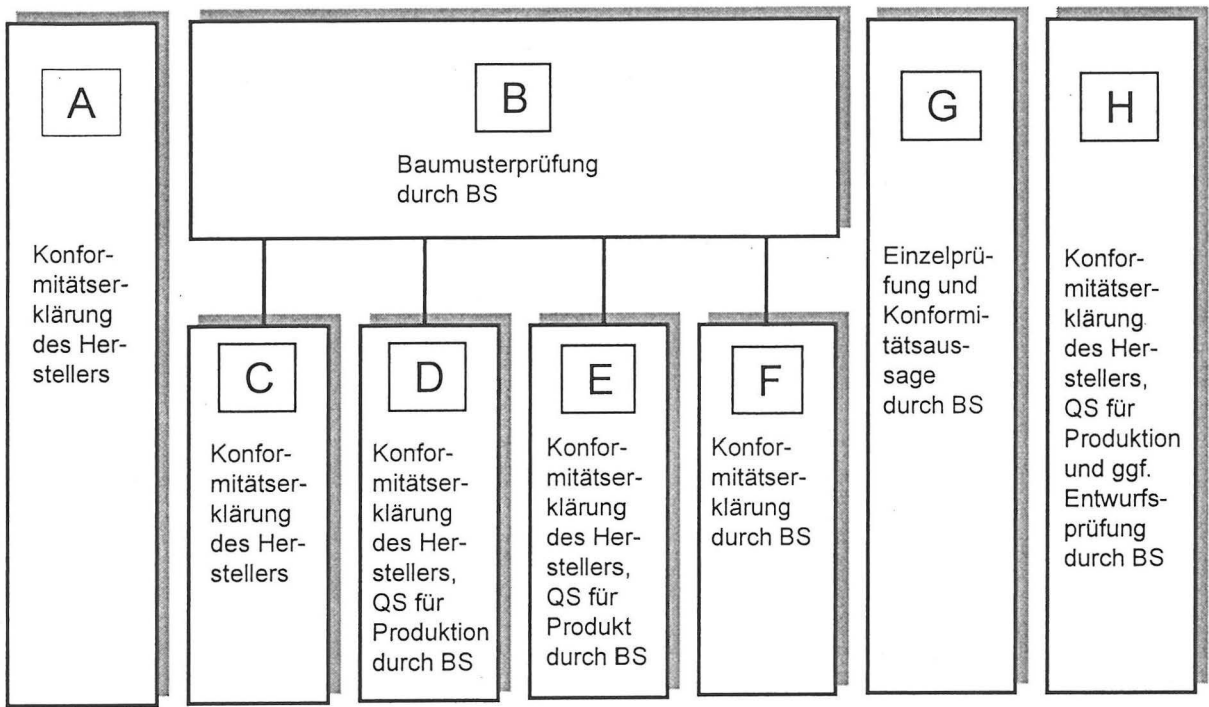 A
Konfor-
mitätser-
klärung
des Her-
stellers
B
Baumusterprüfung
durch BS
C
Konfor-
mitätser-
klärung
des Her-
stellers
D
Konfor-
mitätser-
klärung
des Her-
stellers,
QS für
Produktion
durch BS
E
Konfor-
mitätser-
klärung
des Her-
stellers,
QS für
Produkt
durch BS
F
Konfor-
mitätser-
klärung
durch BS
G
Einzelprü-
fung und
Konformi-
tätsaus-
sage
durch BS
H
Konfor-
mitätser-
klärung
des Her-
stellers,
QS für
Produktion
und ggf.
Entwurfs-
prüfung
durch BS